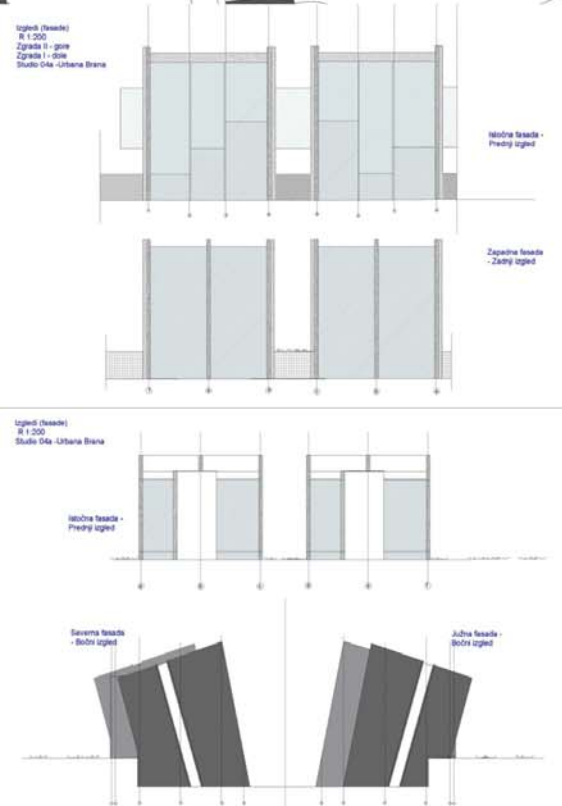 Izgledi (fasade)
R 1:200
Zgrada II - gore
Zgrada I - dole
Studio 04a -Urbana Brana
Istočna fasada -
Prednji izgled
Zapadna fasada
- Zadnji izgled
Izgledi (fasade)
R 1:200
Studio 04a -Urbana Brana
Istočna fasada -
Prednji izgled
Severna fasada
- Bočni izgled
Južna fasada -
Bočni izgled